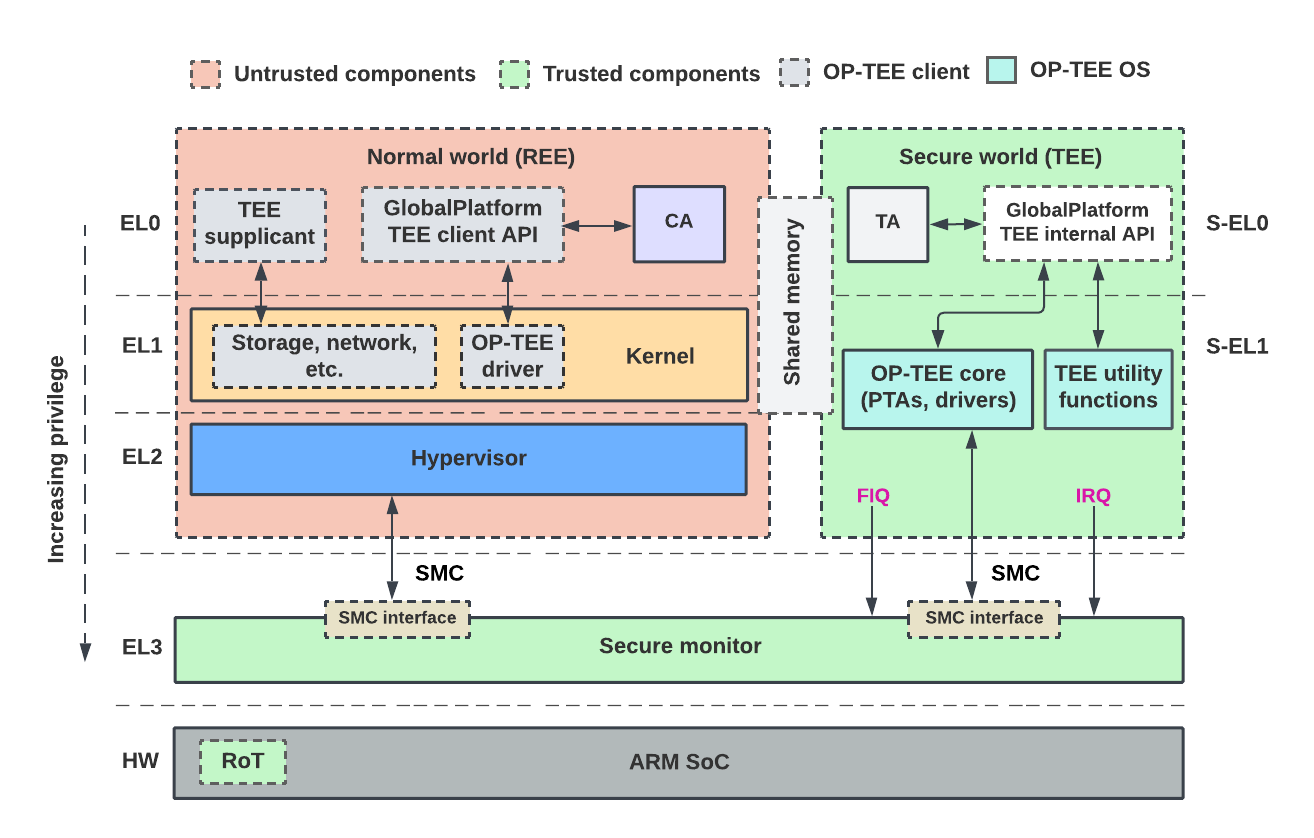 Untrusted components
Trusted components
OP-TEE client
OP-TEE OS
Normal world (REE)
Secure world (TEE)
EL0
TEE
supplicant
GlobalPlatform
TEE client API
CA
Shared memory
TA
GlobalPlatform
TEE internal API
S-EL0
Increasing privilege
EL1
Storage, network,
etc.
OP-TEE
driver
Kernel
OP-TEE core
(PTAs, drivers)
TEE utility
functions
S-EL1
EL2
Hypervisor
FIQ
IRQ
SMC
SMC
SMC interface
SMC interface
EL3
Secure monitor
HW
RoT
ARM SoC